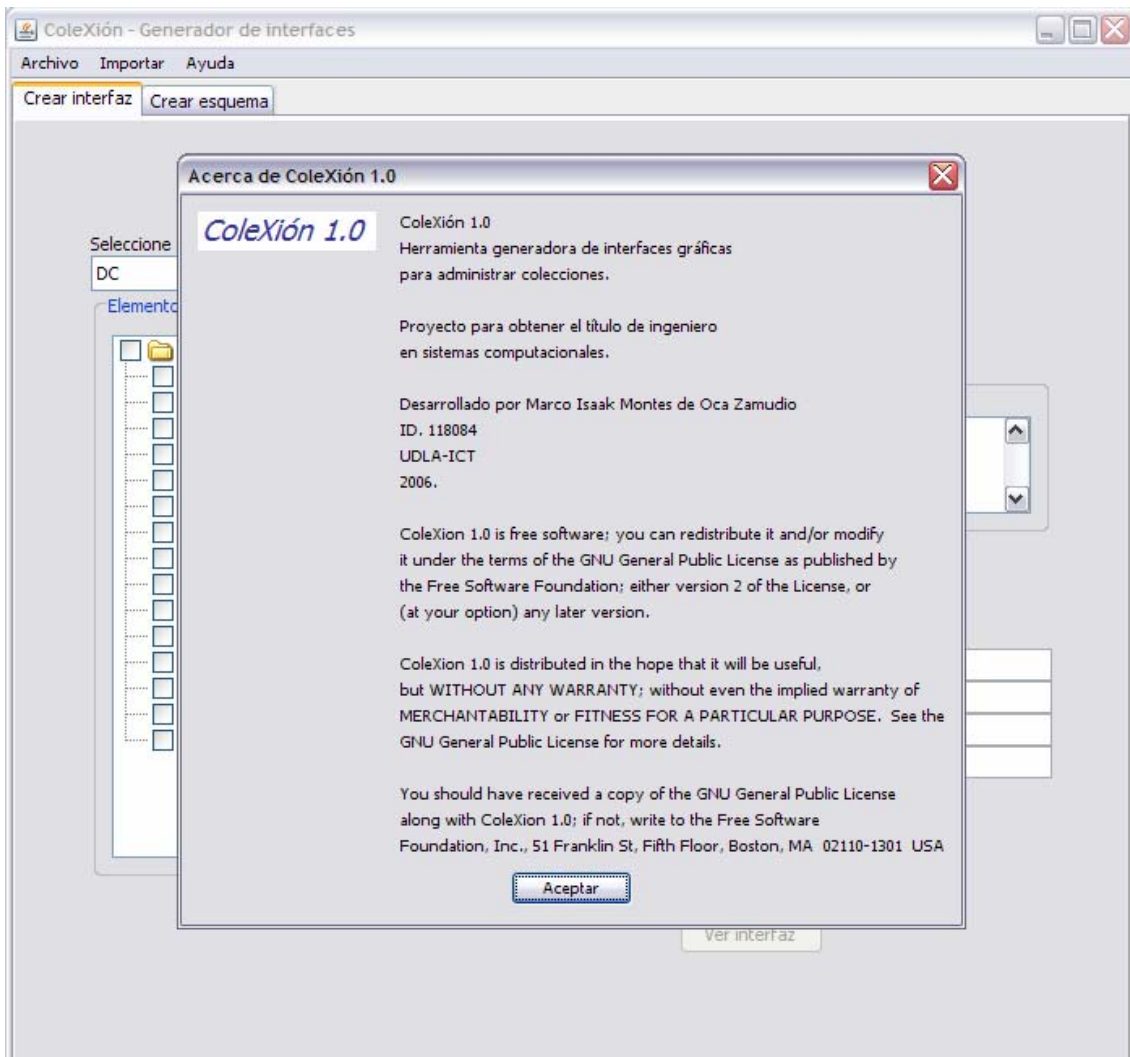 ColeXión - Generador de interfaces
Archivo Importar Ayuda
Crear interfaz Crear esquema
Acerca de ColeXión 1.0
ColeXión 1.0
Seleccione
DC
ColeXión 1.0
Herramienta generadora de interfaces gráficas
para administrar colecciones.
Proyecto para obtener el título de ingeniero
en sistemas computacionales.
Desarrollado por Marco Isaak Montes de Oca Zamudio
ID. 118084
UDLA-ICT
2006.
ColeXion 1.0 is free software; you can redistribute it and/or modify
it under the terms of the GNU General Public License as published by
the Free Software Foundation; either version 2 of the License, or
(at your option) any later version.
ColeXion 1.0 is distributed in the hope that it will be useful,
but WITHOUT ANY WARRANTY; without even the implied warranty of
MERCHANTABILITY or FITNESS FOR A PARTICULAR PURPOSE. See the
GNU General Public License for more details.
You should have received a copy of the GNU General Public License
along with ColeXion 1.0; if not, write to the Free Software
Foundation, Inc., 51 Franklin St, Fifth Floor, Boston, MA 02110-1301 USA
Aceptar
Ver interfaz